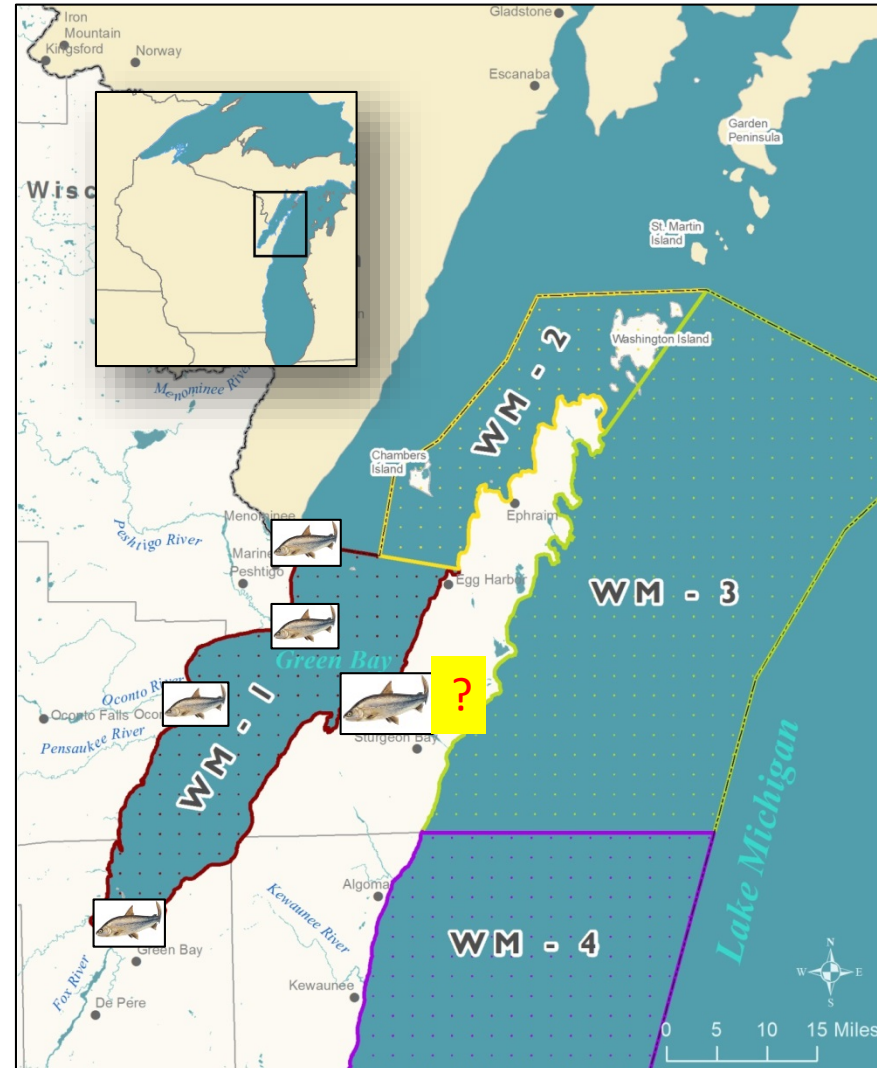 Gladstone
Iron
Mountain
Kingsford
Norway
Escanaba
Garden
Peninsula
Wisc
St. Martin
Island
Washington Island
WM - 2
Menominee River
Chambers
Island
Ephraim
Menominee
Peshtigo River
Marine
Peshtigo
Egg Harbor
WM - 3
Green Bay
Oconto River
?
Oconto Falls
Oco
Pensaukee River
WM - 1
Sturgeon Bay
Lake Michigan
Algoma
Kewaunee River
WM - 4
Green Bay
Fox River
Kewaunee
De Pere
N
W
E
S
0 5 10 15 Miles